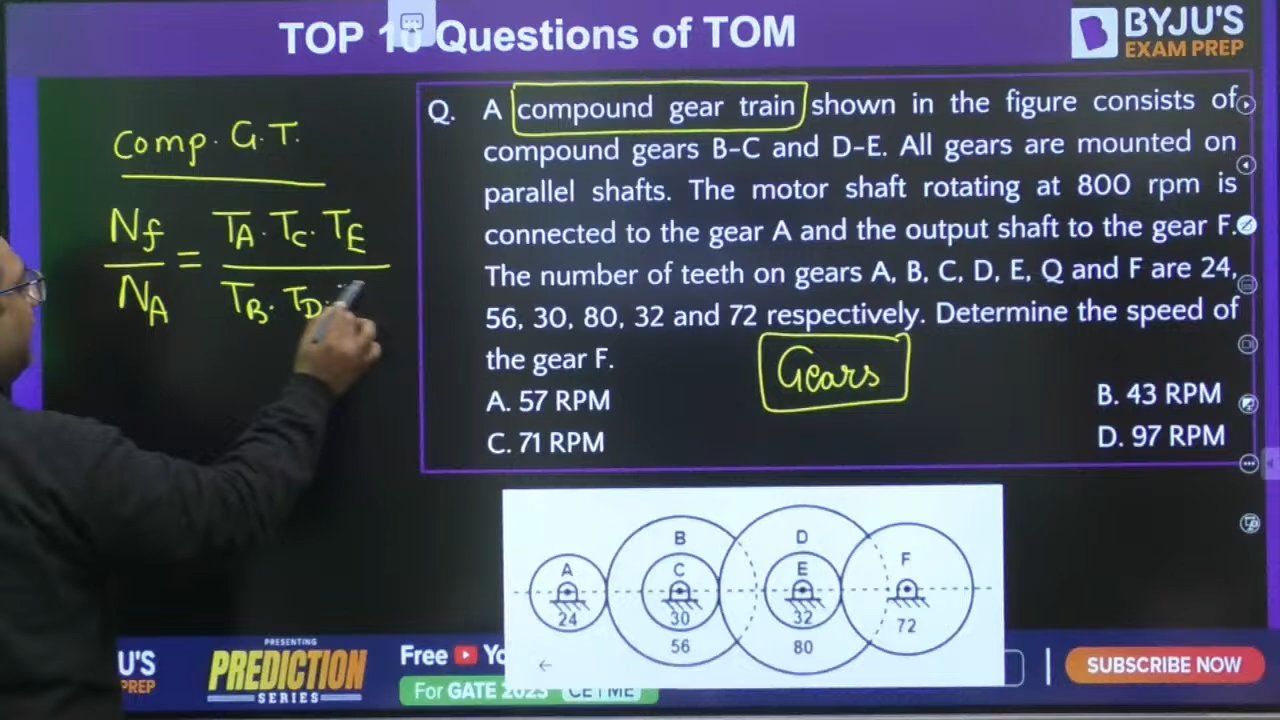 TOP 10 Questions of TOM
BYJU'S
EXAM PREP
Comp. G.T.
Nf
NA
=
TA . TC . TE
TB . TD .
Q. A compound gear train shown in the figure consists of
compound gears B-C and D-E. All gears are mounted on
parallel shafts. The motor shaft rotating at 800 rpm is
connected to the gear A and the output shaft to the gear F.
The number of teeth on gears A, B, C, D, E, Q and F are 24,
56, 30, 80, 32 and 72 respectively. Determine the speed of
the gear F.
Gears
A. 57 RPM
B. 43 RPM
C. 71 RPM
D. 97 RPM
B
D
A
C
E
F
24
30
32
72
56
80
U'S
PREP
PRESENTING
PREDICTION
SERIES
Free
For GATE 2023
CE | ME
SUBSCRIBE NOW